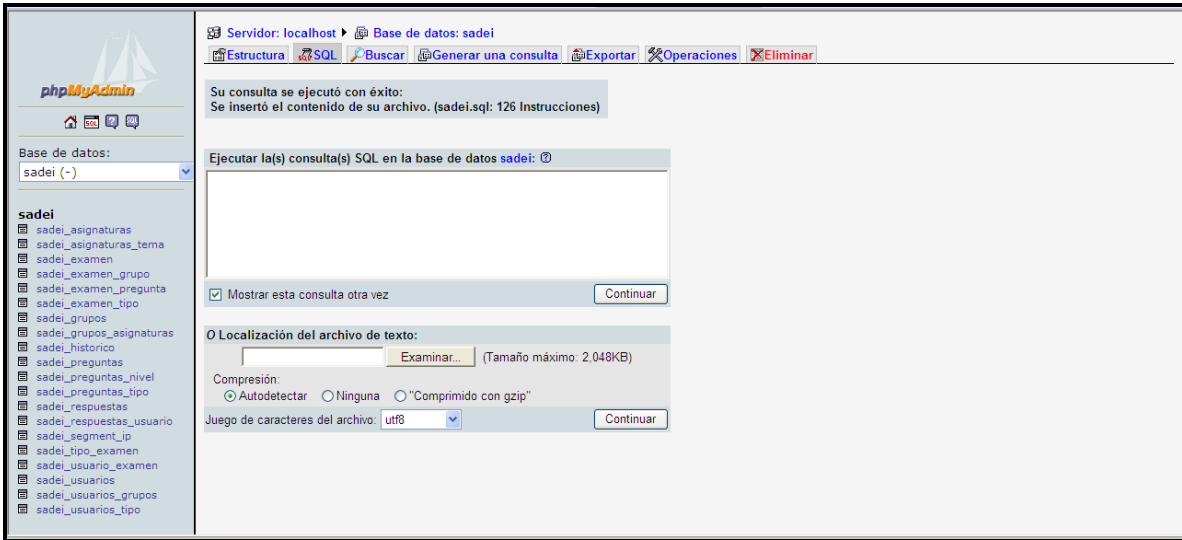 phpMyAdmin
SQL
Base de datos:
sadei (-)
sadei
sadei_asignaturas
sadei_asignaturas_tema
sadei_examen
sadei_examen_grupo
sadei_examen_pregunta
sadei_examen_tipo
sadei_grupos
sadei_grupos_asignaturas
sadei_historico
sadei_preguntas
sadei_preguntas_nivel
sadei_preguntas_tipo
sadei_respuestas
sadei_respuestas_usuario
sadei_segment_ip
sadei_tipo_examen
sadei_usuario_examen
sadei_usuarios
sadei_usuarios_grupos
sadei_usuarios_tipo
Servidor: localhost Base de datos: sadei
Estructura SQL Buscar Generar una consulta Exportar Operaciones Eliminar
Su consulta se ejecutó con éxito:
Se insertó el contenido de su archivo. (sadei.sql: 126 Instrucciones)
Ejecutar la(s) consulta(s) SQL en la base de datos sadei:
Mostrar esta consulta otra vez Continuar
O Localización del archivo de texto:
Examinar... (Tamaño máximo: 2,048KB)
Compresión:
Autodetectar Ninguna "Comprimido con gzip"
Juego de caracteres del archivo: utf8 Continuar